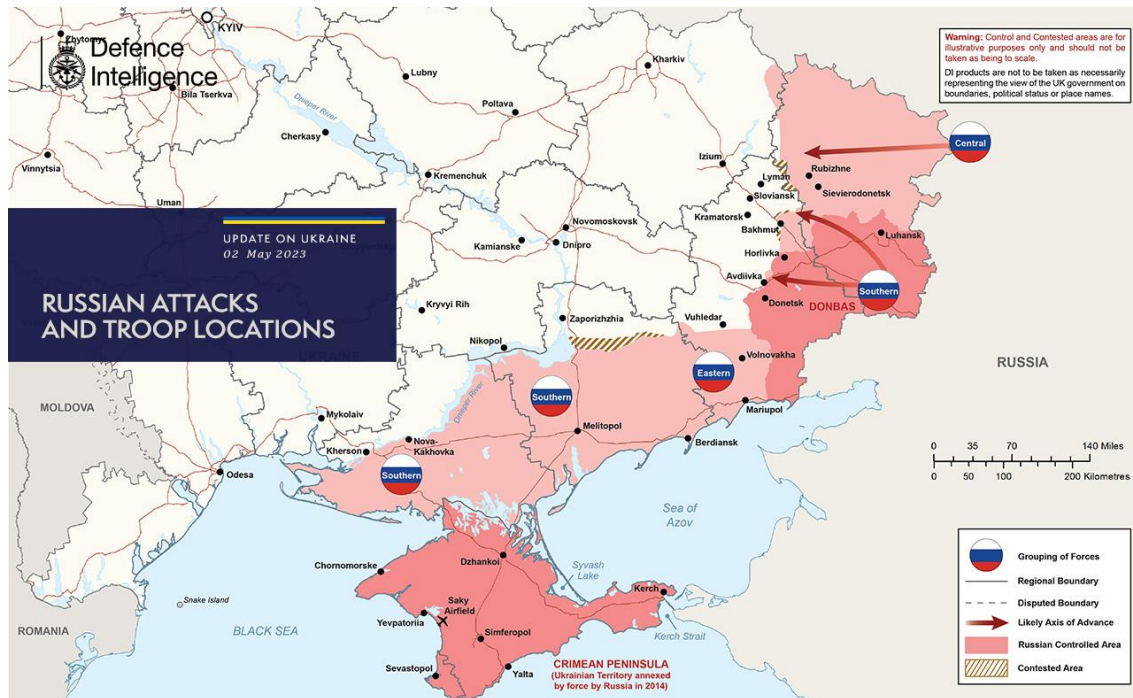 Defence
Intelligence
UPDATE ON UKRAINE
02 May 2023
RUSSIAN ATTACKS
AND TROOP LOCATIONS
Warning: Control and Contested areas are for
illustrative purposes only and should not be
taken as being to scale.
DI products are not to be taken as necessarily
representing the view of the UK government on
boundaries, political status or place names.
KYIV
Zhytomyr
Bila Tserkva
Lubny
Kharkiv
Poltava
Dnieper River
Cherkasy
Vinnytsia
Kremenchuk
Uman
Izium
Lyman
Rubizhne
Sloviansk
Sievierodonetsk
Central
Kramatorsk
Bakhmut
Novomoskovsk
Kamianske
Dnipro
Luhansk
Horlivka
Avdiivka
Southern
Donetsk
DONBAS
Kryvyi Rih
Zaporizhzhia
Vuhledar
Nikopol
UKRAINE
Volnovakha
Eastern
RUSSIA
Southern
Dnieper River
MOLDOVA
Mykolaiv
Mariupol
Melitopol
Berdiansk
Nova-
Kakhovka
Kherson
Southern
Odesa
0 35 70 140 Miles
0 50 100 200 Kilometres
Sea of
Azov
Dzhankoi
Chornomorske
Syvash
Lake
Saky
Airfield
Kerch
Snake Island
Yevpatoriia
Kerch Strait
ROMANIA
BLACK SEA
Simferopol
Sevastopol
Yalta
CRIMEAN PENINSULA
(Ukrainian Territory annexed
by force by Russia in 2014)
Grouping of Forces
Regional Boundary
Disputed Boundary
Likely Axis of Advance
Russian Controlled Area
Contested Area